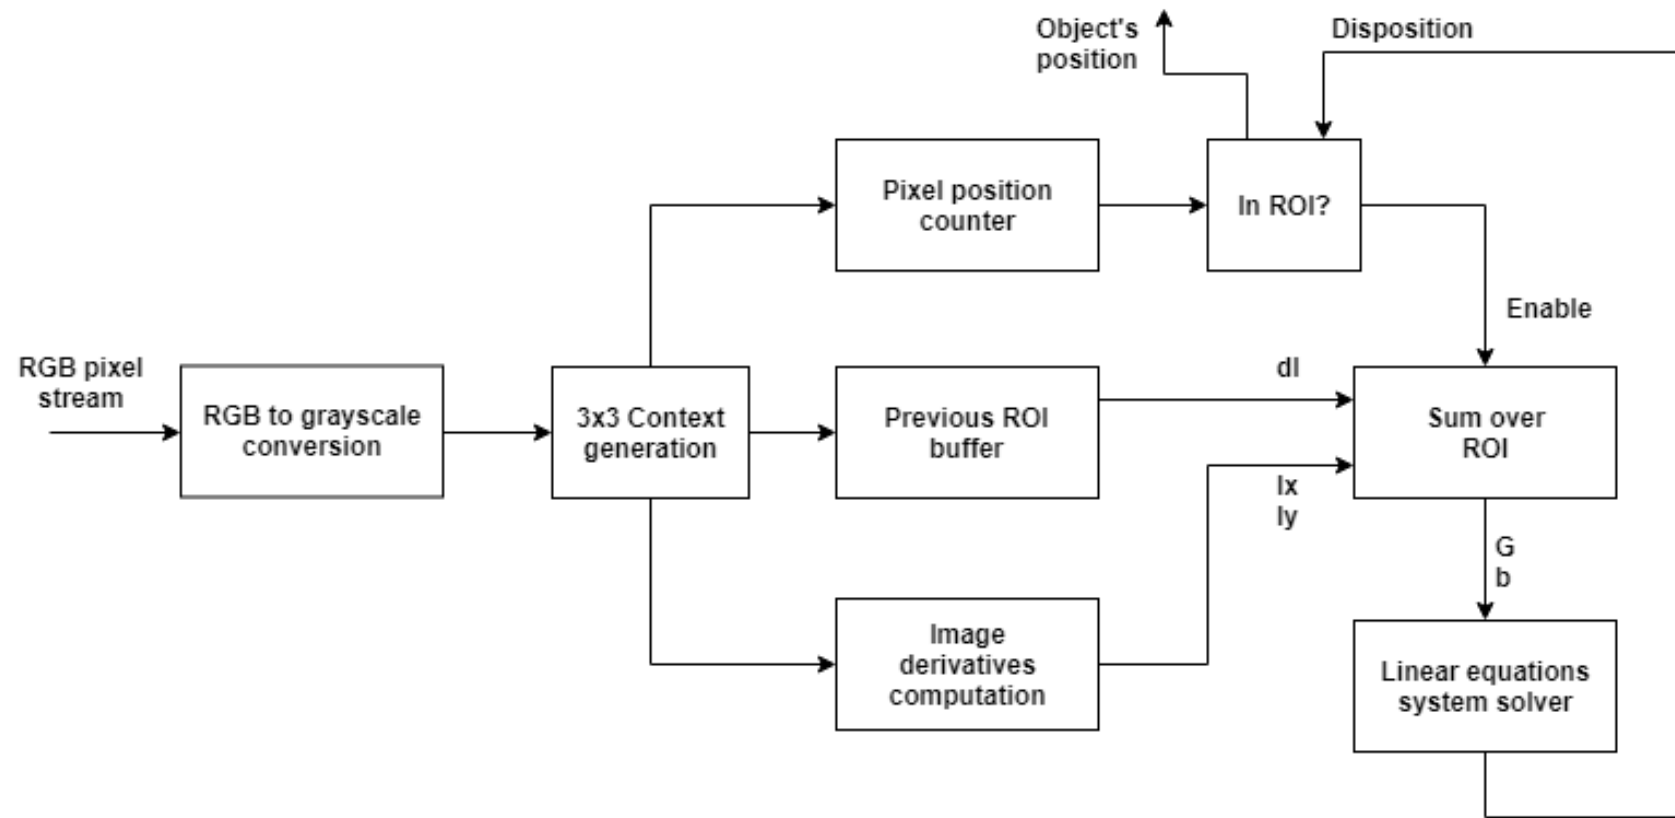 Object's
position
Disposition
Pixel position
counter
In ROI?
Enable
RGB pixel
stream
RGB to grayscale
conversion
3x3 Context
generation
Previous ROI
buffer
dI
Sum over
ROI
Ix
Iy
G
b
Image
derivatives
computation
Linear equations
system solver